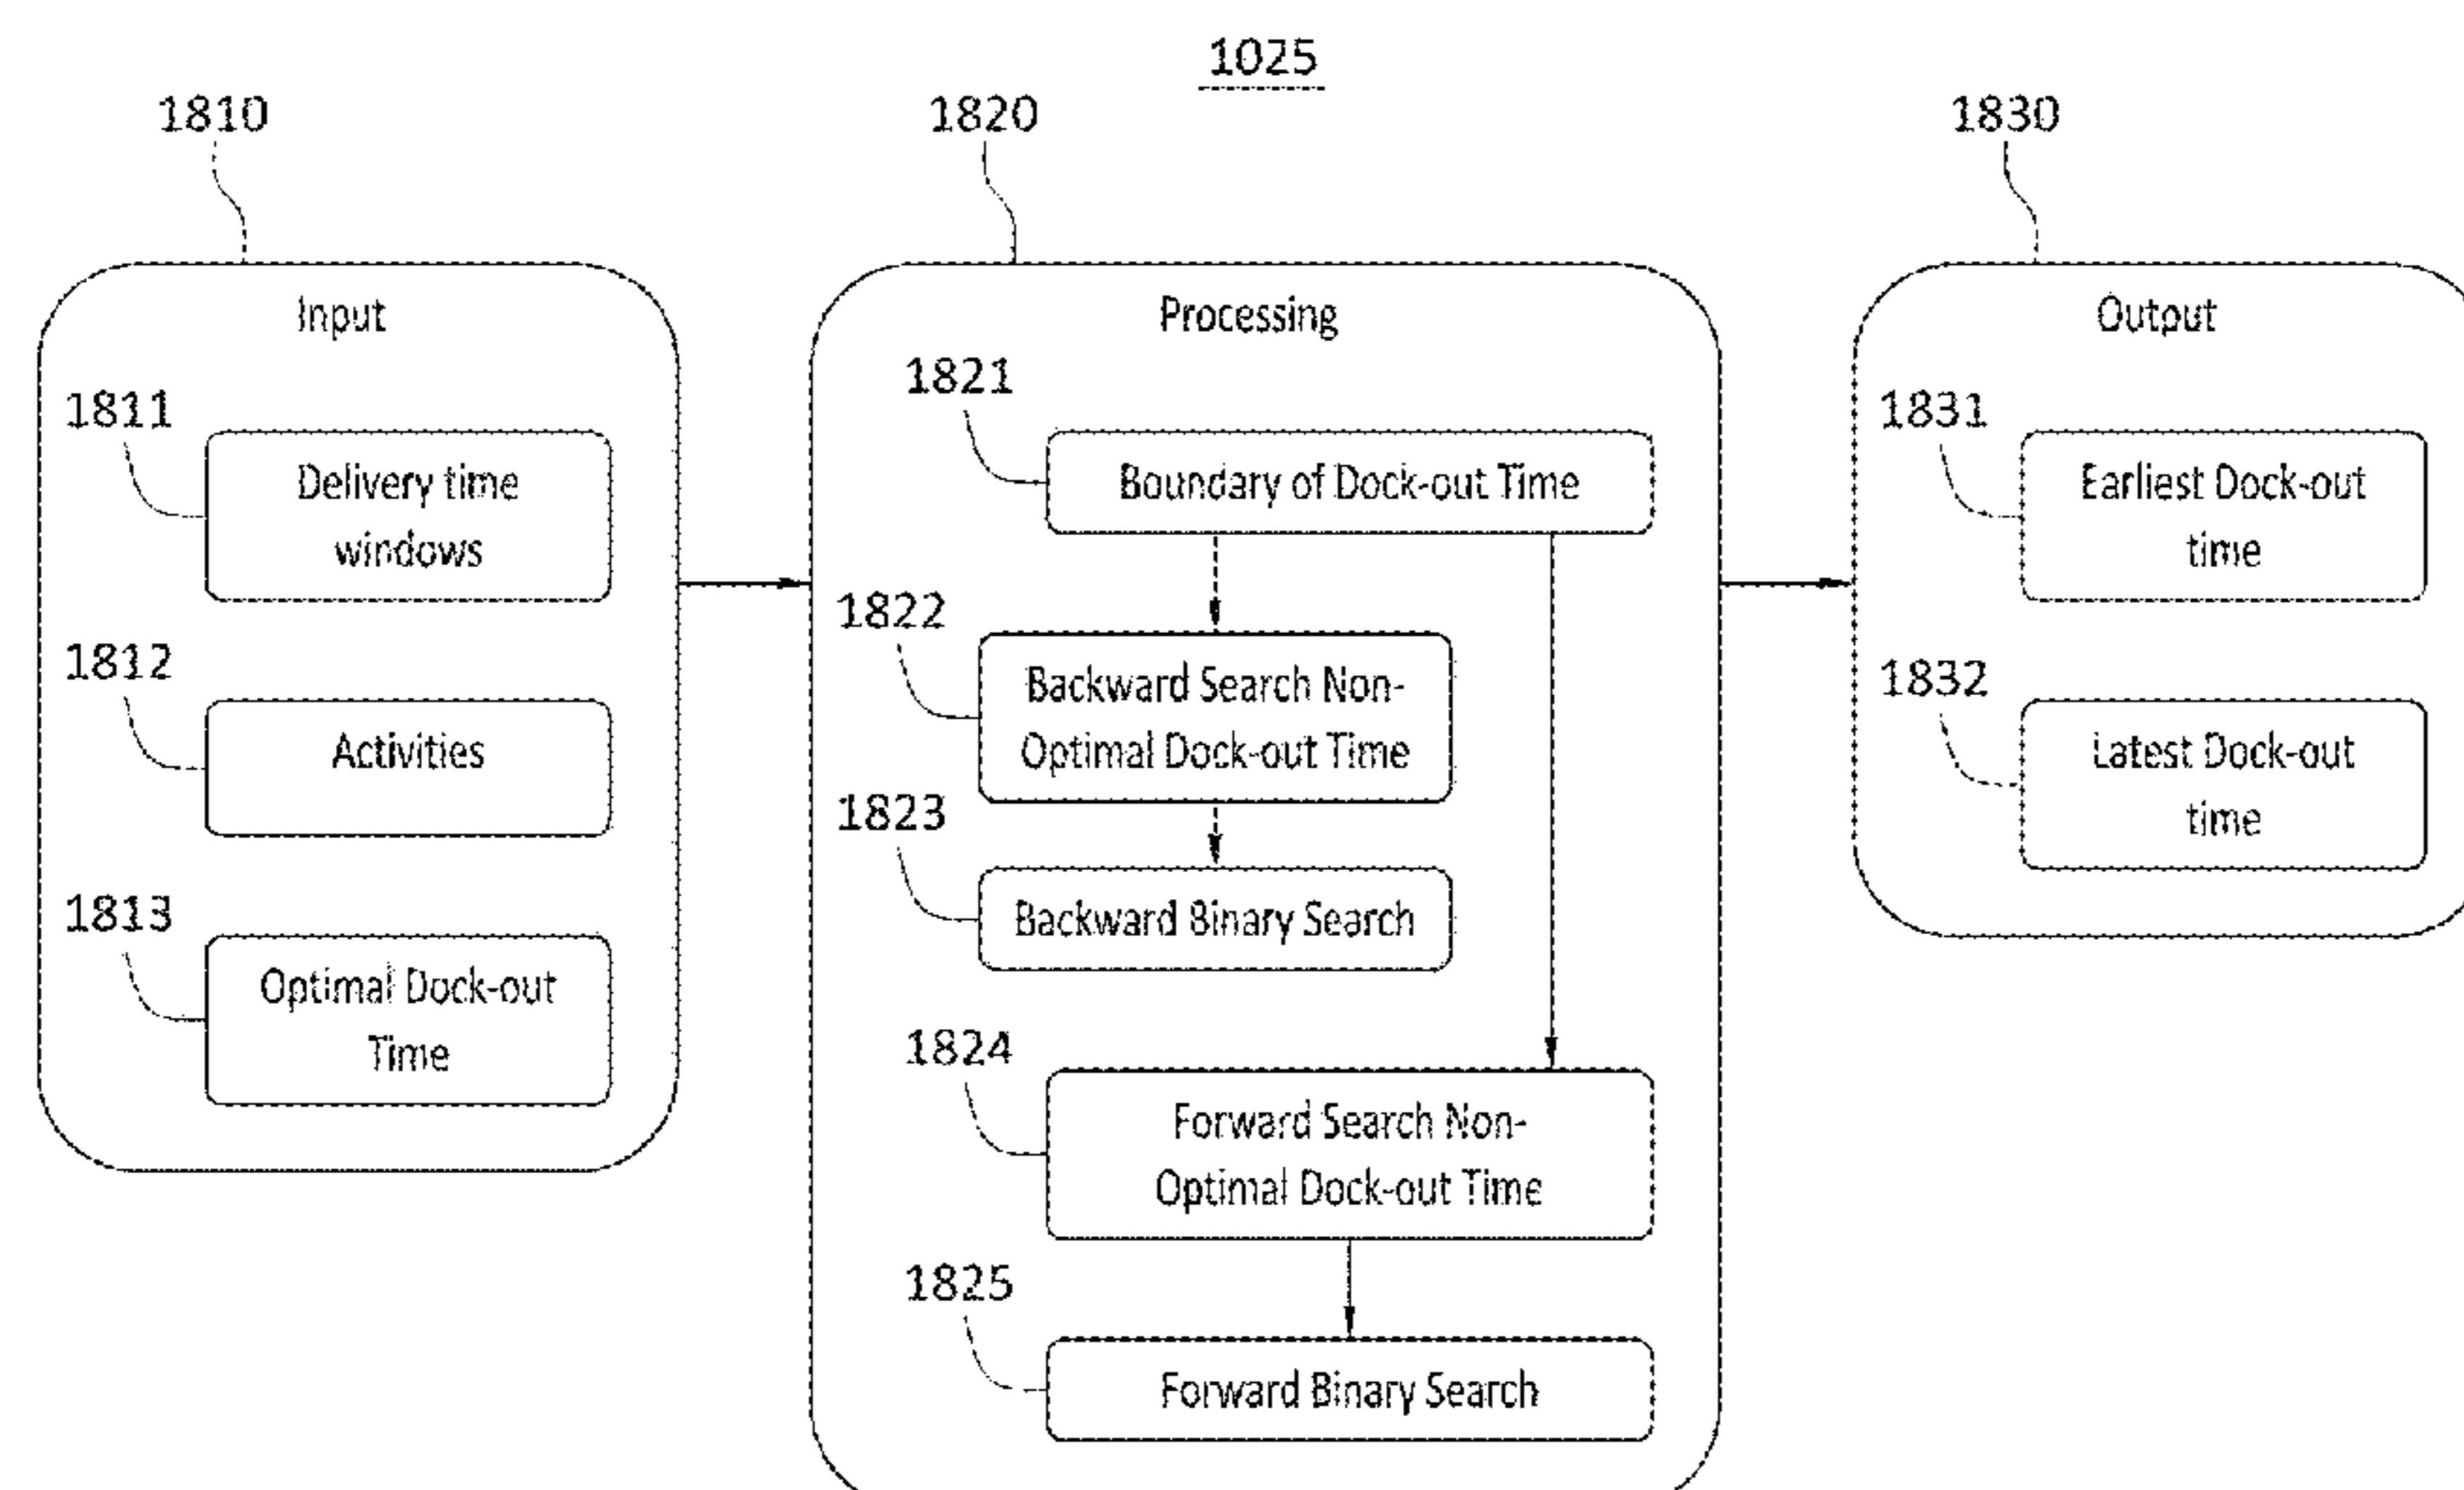 1025
1810
1820
1830
Input
1811
Delivery time
windows
1812
Activities
1813
Optimal Dock-out
Time
Processing
1821
Boundary of Dock-out Time
1822
Backward Search Non-
Optimal Dock-out Time
1823
Backward Binary Search
1824
Forward Search Non-
Optimal Dock-out Time
1825
Forward Binary Search
Output
1831
Earliest Dock-out
time
1832
Latest Dock-out
time